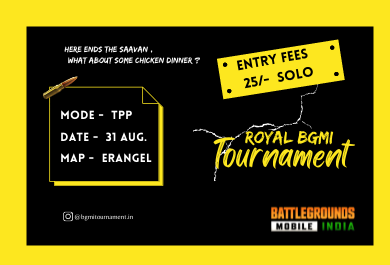 HERE ENDS THE SAAVAN ,
WHAT ABOUT SOME CHICKEN DINNER ?
ENTRY FEES
25/- SOLO
MODE - TPP
DATE - 31 AUG.
MAP - ERANGEL
ROYAL BGMI
Tournament
@bgmitournament.in
BATTLEGROUNDS
MOBILE INDIA